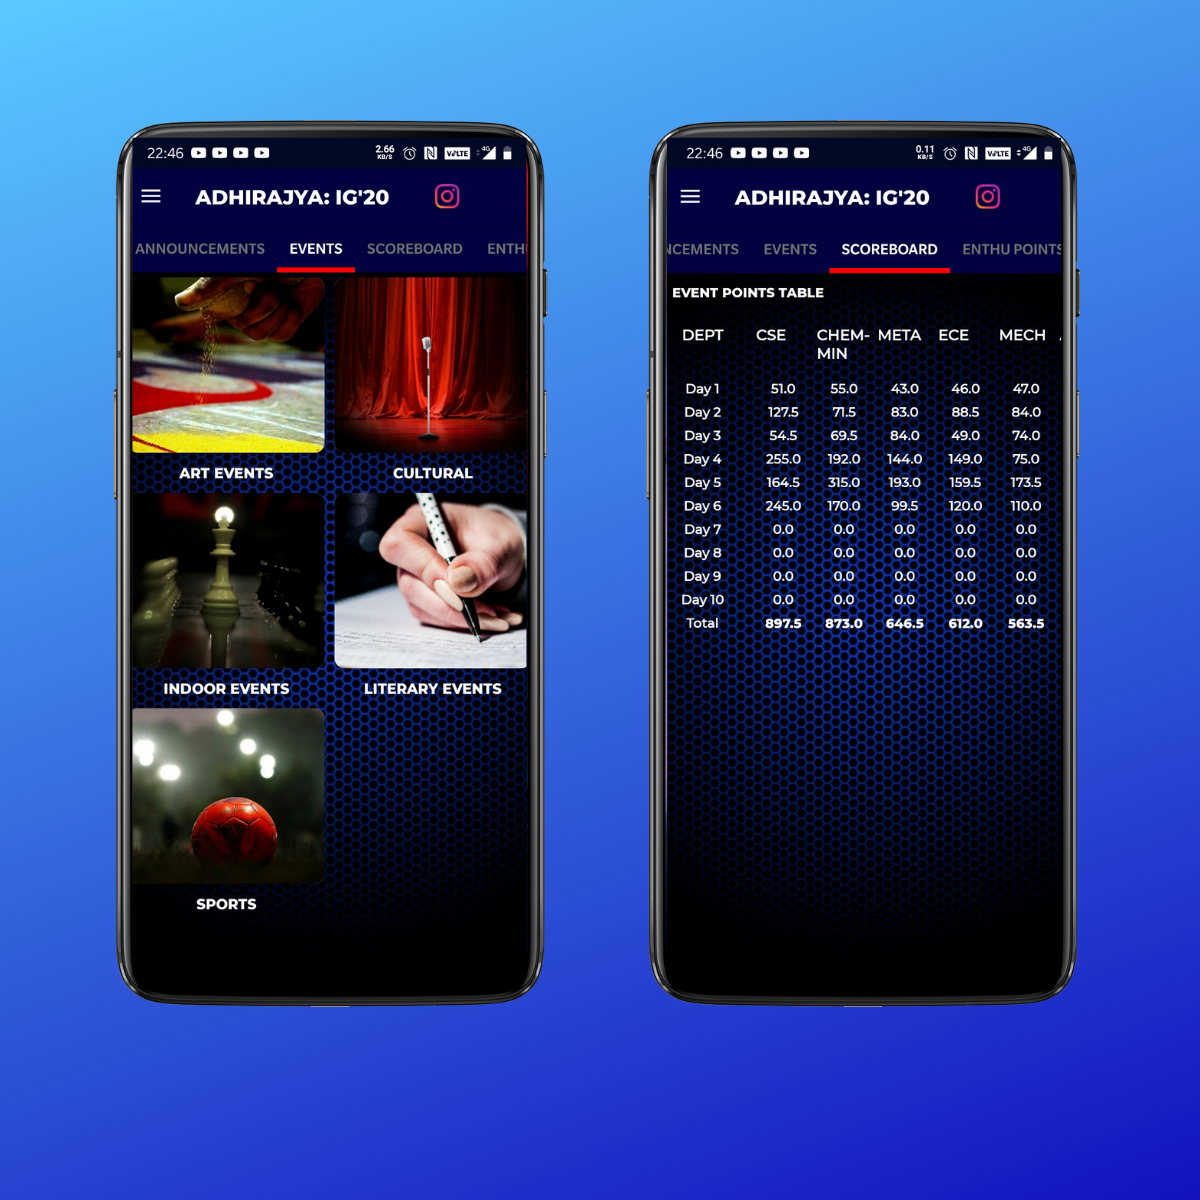 22:46
2.66 KB/S
VoLTE 4G
ADHIRAJYA: IG'20
ANNOUNCEMENTS EVENTS SCOREBOARD ENTH
ART EVENTS CULTURAL
INDOOR EVENTS LITERARY EVENTS
SPORTS
22:46
0.11 KB/S
VoLTE 4G
ADHIRAJYA: IG'20
NCEMENTS EVENTS SCOREBOARD ENTHU POINTS
EVENT POINTS TABLE
DEPT CSE CHEM- META ECE MECH
MIN
Day 1 51.0 55.0 43.0 46.0 47.0
Day 2 127.5 71.5 83.0 88.5 84.0
Day 3 54.5 69.5 84.0 49.0 74.0
Day 4 255.0 192.0 144.0 149.0 75.0
Day 5 164.5 315.0 193.0 159.5 173.5
Day 6 245.0 170.0 99.5 120.0 110.0
Day 7 0.0 0.0 0.0 0.0 0.0
Day 8 0.0 0.0 0.0 0.0 0.0
Day 9 0.0 0.0 0.0 0.0 0.0
Day 10 0.0 0.0 0.0 0.0 0.0
Total 897.5 873.0 646.5 612.0 563.5